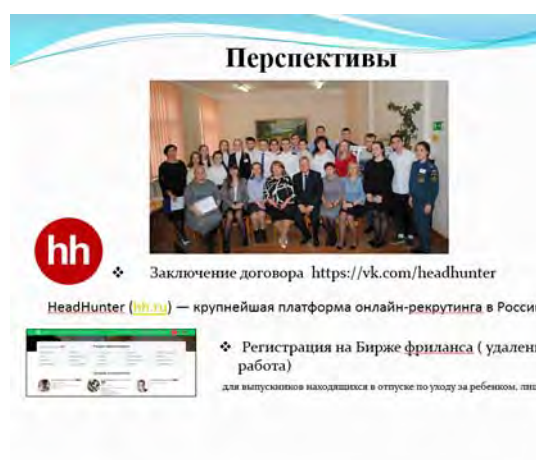 Перспективы
hh
❖ Заключение договора https://vk.com/headhunter
HeadHunter (hh.ru) — крупнейшая платформа онлайн-рекрутинга в России
❖ Регистрация на Бирже фриланса ( удален
работа)
для выпускников находящихся в отпуске по уходу за ребенком,